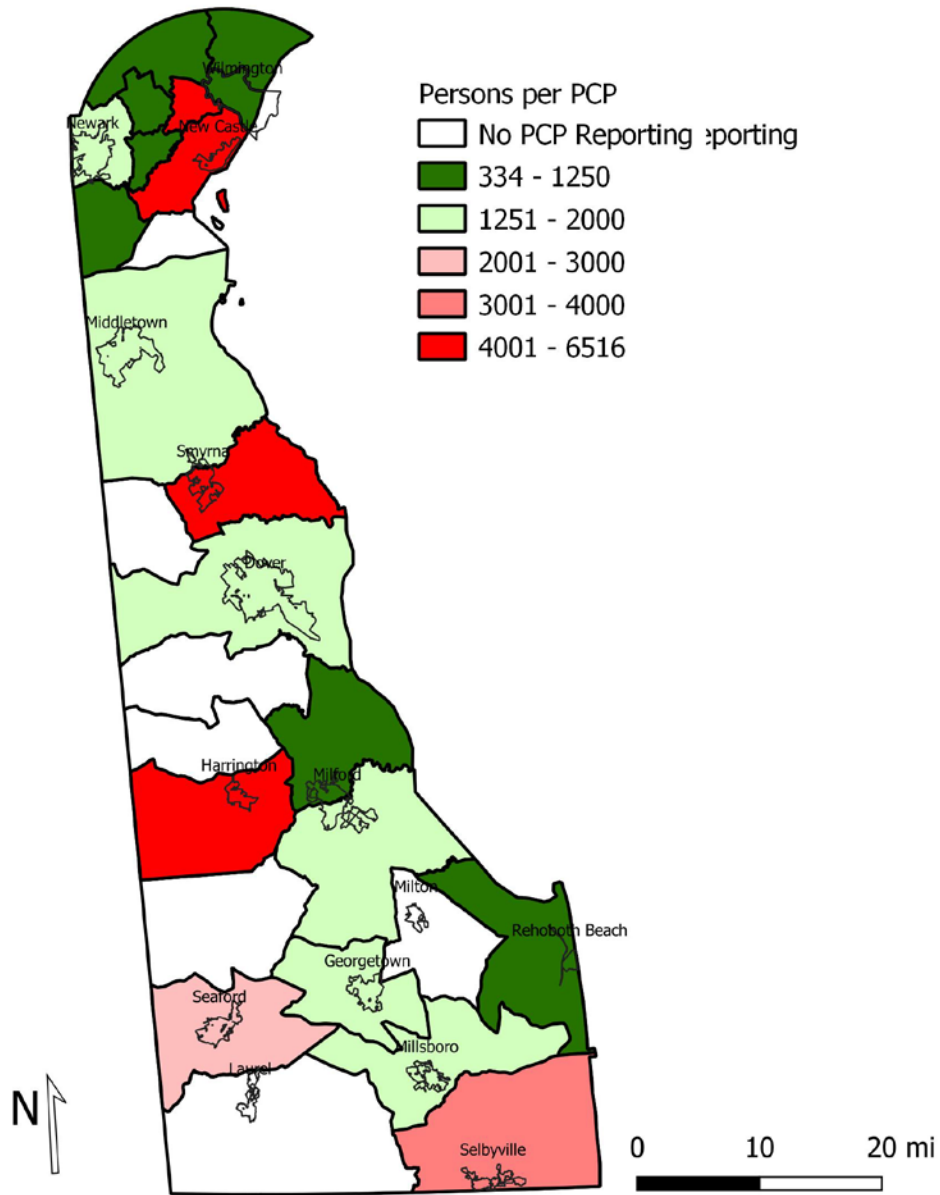 Wilmington
Persons per PCP
No PCP Reporting eporting
Newark
New Castle
334 - 1250
1251 - 2000
2001 - 3000
3001 - 4000
4001 - 6516
Middletown
Smyrna
Dover
Harrington
Milford
Milton
Rehoboth Beach
Georgetown
Seaford
Millsboro
Laurel
N
Selbyville
0 10 20 mi